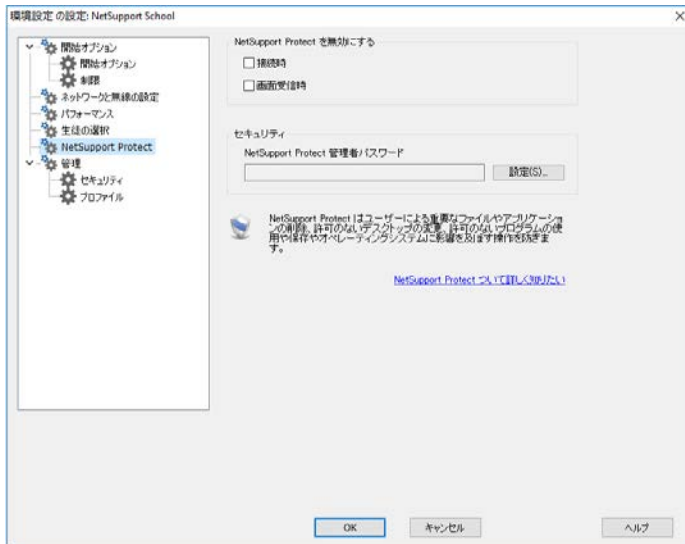 環境設定 の設定: NetSupport School
開始オプション
開始オプション
制限
ネットワークと無線の設定
パフォーマンス
生徒の選択
NetSupport Protect
管理
セキュリティ
プロファイル
NetSupport Protect を無効にする
接続時
画面受信時
セキュリティ
NetSupport Protect 管理者パスワード
設定(S)...
NetSupport Protect はユーザーによる重要なファイルやアプリケーショ
ンの削除、許可のないデスクトップの変更、許可のないプログラムの使
用や保存やオペレーティングシステムに影響を及ぼす操作を防ぎま
す。
NetSupport Protect ついて詳しく知りたい
OK
キャンセル
ヘルプ